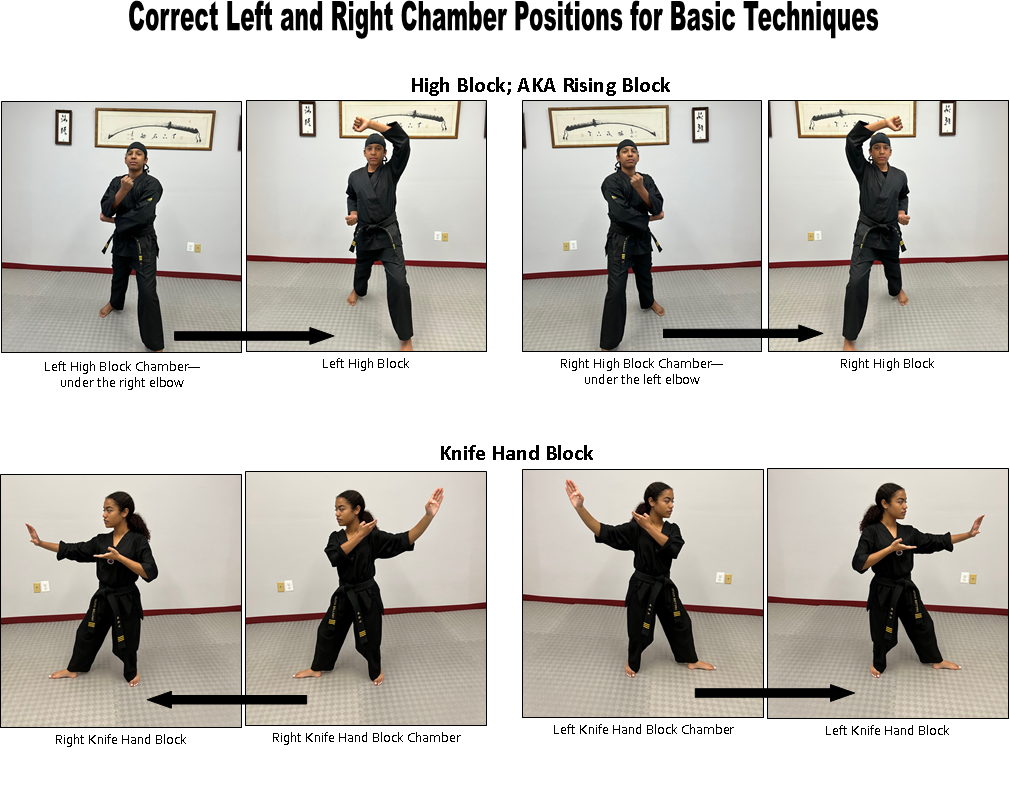 Correct Left and Right Chamber Positions for Basic Techniques
High Block; AKA Rising Block
Left High Block Chamber—
under the right elbow
Left High Block
Right High Block Chamber—
under the left elbow
Right High Block
Knife Hand Block
Right Knife Hand Block
Right Knife Hand Block Chamber
Left Knife Hand Block Chamber
Left Knife Hand Block